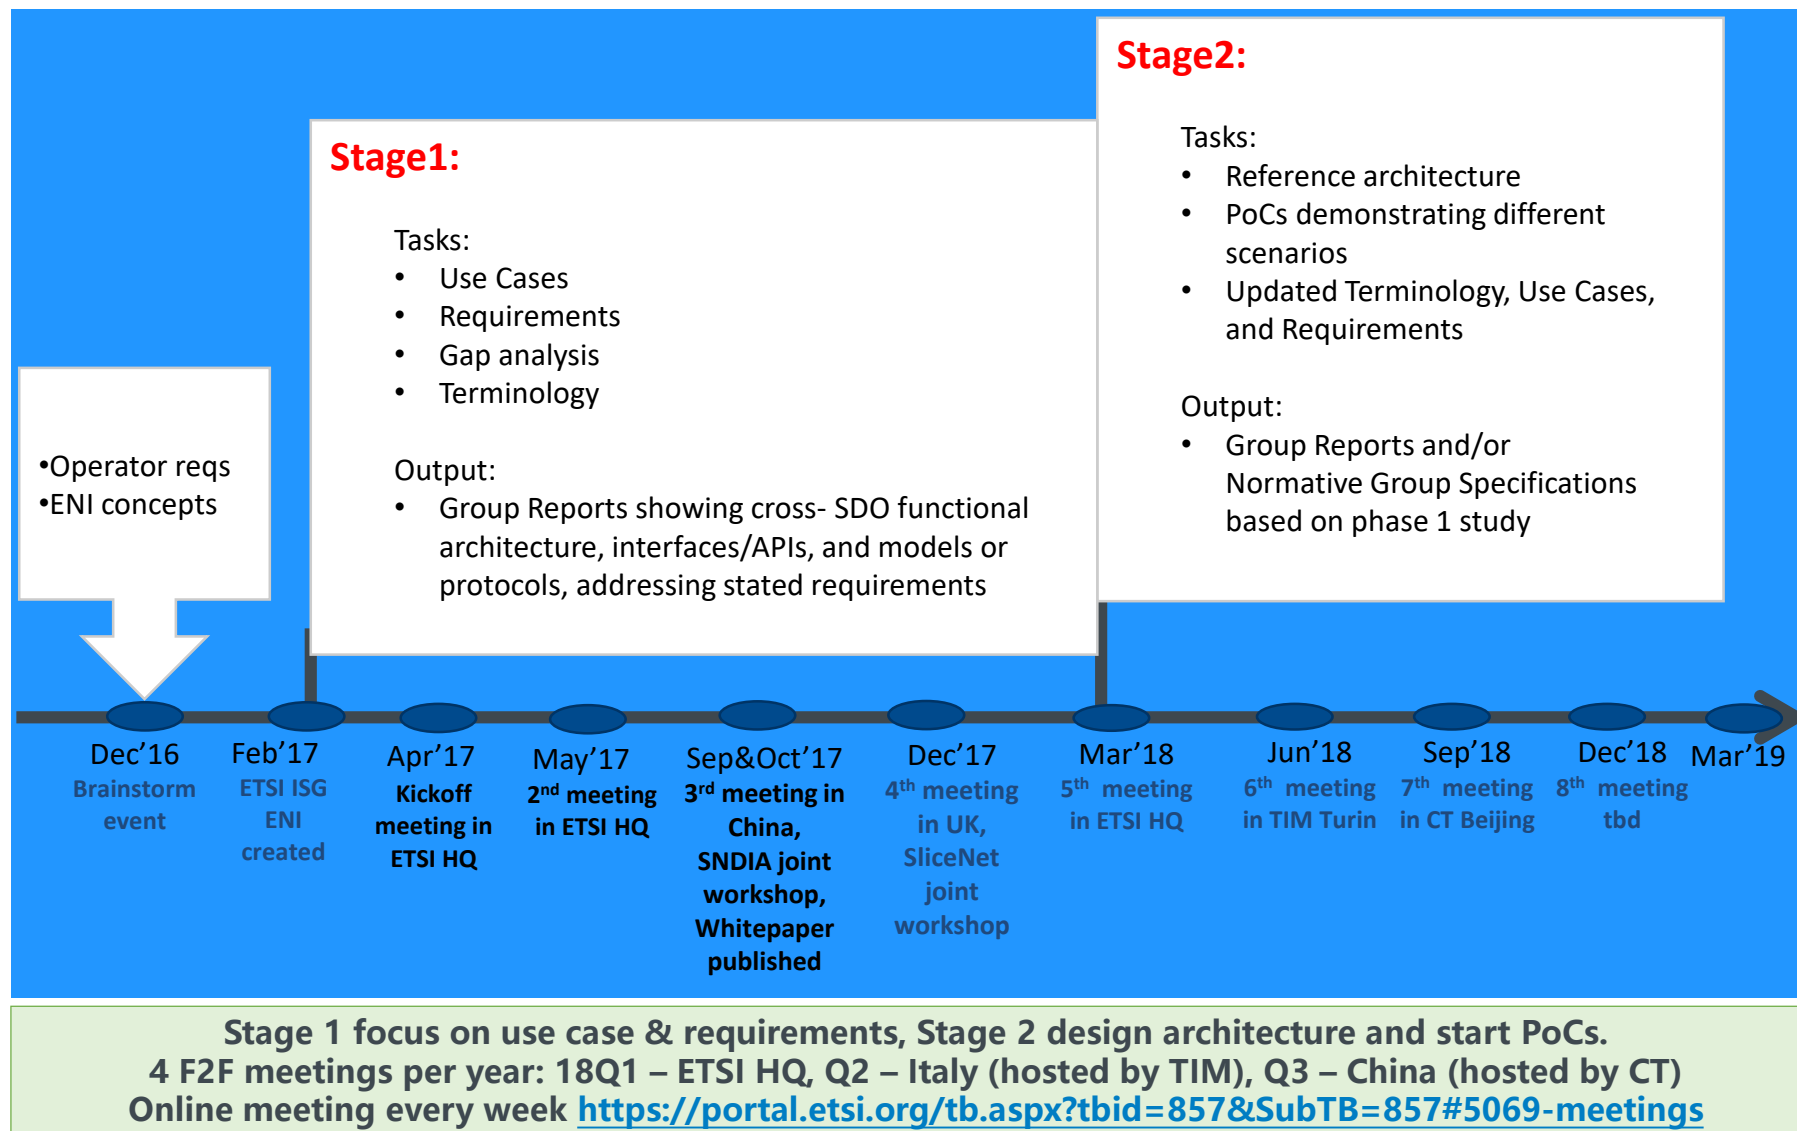 •Operator reqs
•ENI concepts
Stage1:
Tasks:
• Use Cases
• Requirements
• Gap analysis
• Terminology
Output:
• Group Reports showing cross- SDO functional
architecture, interfaces/APIs, and models or
protocols, addressing stated requirements
Stage2:
Tasks:
• Reference architecture
• PoCs demonstrating different
scenarios
• Updated Terminology, Use Cases,
and Requirements
Output:
• Group Reports and/or
Normative Group Specifications
based on phase 1 study
Dec’16
Brainstorm
event
Feb’17
ETSI ISG
ENI
created
Apr’17
Kickoff
meeting in
ETSI HQ
May’17
2nd meeting
in ETSI HQ
Sep&Oct’17
3rd meeting in
China,
SNDIA joint
workshop,
Whitepaper
published
Dec’17
4th meeting
in UK,
SliceNet
joint
workshop
Mar’18
5th meeting
in ETSI HQ
Jun’18
6th meeting
in TIM Turin
Sep’18
7th meeting
in CT Beijing
Dec’18
8th meeting
tbd
Mar’19
Stage 1 focus on use case & requirements, Stage 2 design architecture and start PoCs.
4 F2F meetings per year: 18Q1 – ETSI HQ, Q2 – Italy (hosted by TIM), Q3 – China (hosted by CT)
Online meeting every week https://portal.etsi.org/tb.aspx?tbid=857&SubTB=857#5069-meetings